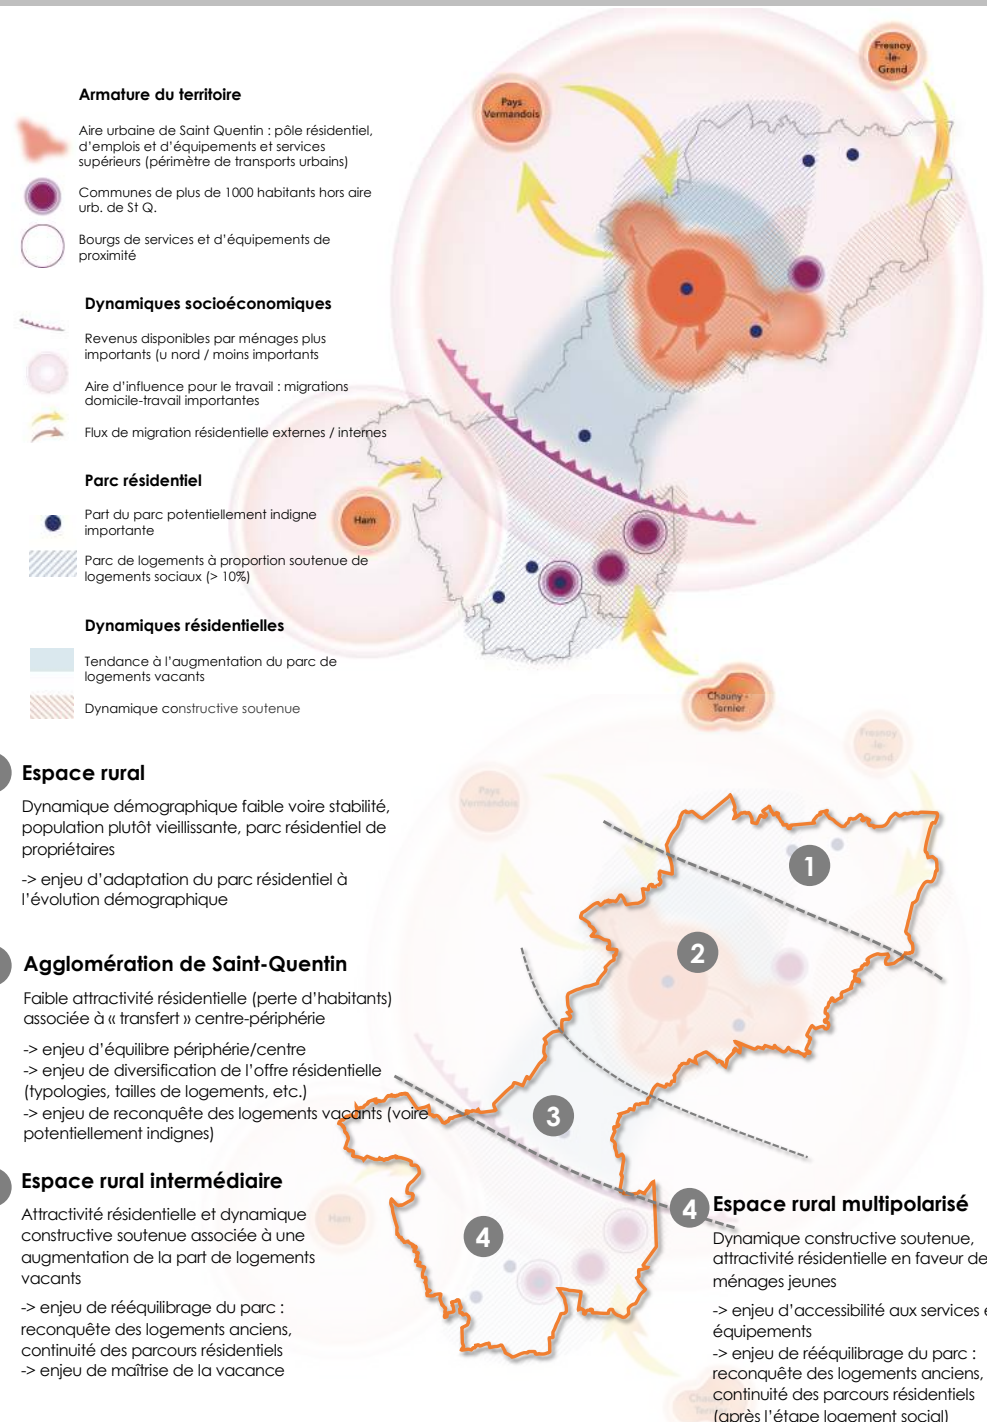 Armature du territoire
Aire urbaine de Saint Quentin : pôle résidentiel,
d'emplois et d'équipements et services
supérieurs (périmètre de transports urbains)
Communes de plus de 1000 habitants hors aire
urb. de St Q.
Bourgs de services et d'équipements de
proximité
Dynamiques socioéconomiques
Revenus disponibles par ménages plus
importants (u nord / moins importants
Aire d'influence pour le travail : migrations
domicile-travail importantes
Flux de migration résidentielle externes / internes
Parc résidentiel
Part du parc potentiellement indigne
importante
Parc de logements à proportion soutenue de
logements sociaux (> 10%)
Dynamiques résidentielles
Tendance à l'augmentation du parc de
logements vacants
Dynamique constructive soutenue
Pays
Vermandois
Fresnoy
-le-
Grand
Ham
Chauny -
Ternier
Espace rural
Dynamique démographique faible voire stabilité,
population plutôt vieillissante, parc résidentiel de
propriétaires
-> enjeu d'adaptation du parc résidentiel à
l'évolution démographique
Agglomération de Saint-Quentin
Faible attractivité résidentielle (perte d'habitants)
associée à « transfert » centre-périphérie
-> enjeu d'équilibre périphérie/centre
-> enjeu de diversification de l'offre résidentielle
(typologies, tailles de logements, etc.)
-> enjeu de reconquête des logements vacants (voire
potentiellement indignes)
Espace rural intermédiaire
Attractivité résidentielle et dynamique
constructive soutenue associée à une
augmentation de la part de logements
vacants
-> enjeu de rééquilibrage du parc :
reconquête des logements anciens,
continuité des parcours résidentiels
-> enjeu de maîtrise de la vacance
Pays
Vermandois
Fresnoy
-le-
Grand
Ham
1
2
3
4
4
Espace rural multipolarisé
Dynamique constructive soutenue,
attractivité résidentielle en faveur de
ménages jeunes
-> enjeu d'accessibilité aux services e
équipements
-> enjeu de rééquilibrage du parc :
reconquête des logements anciens,
continuité des parcours résidentiels
(après l'étape logement social)